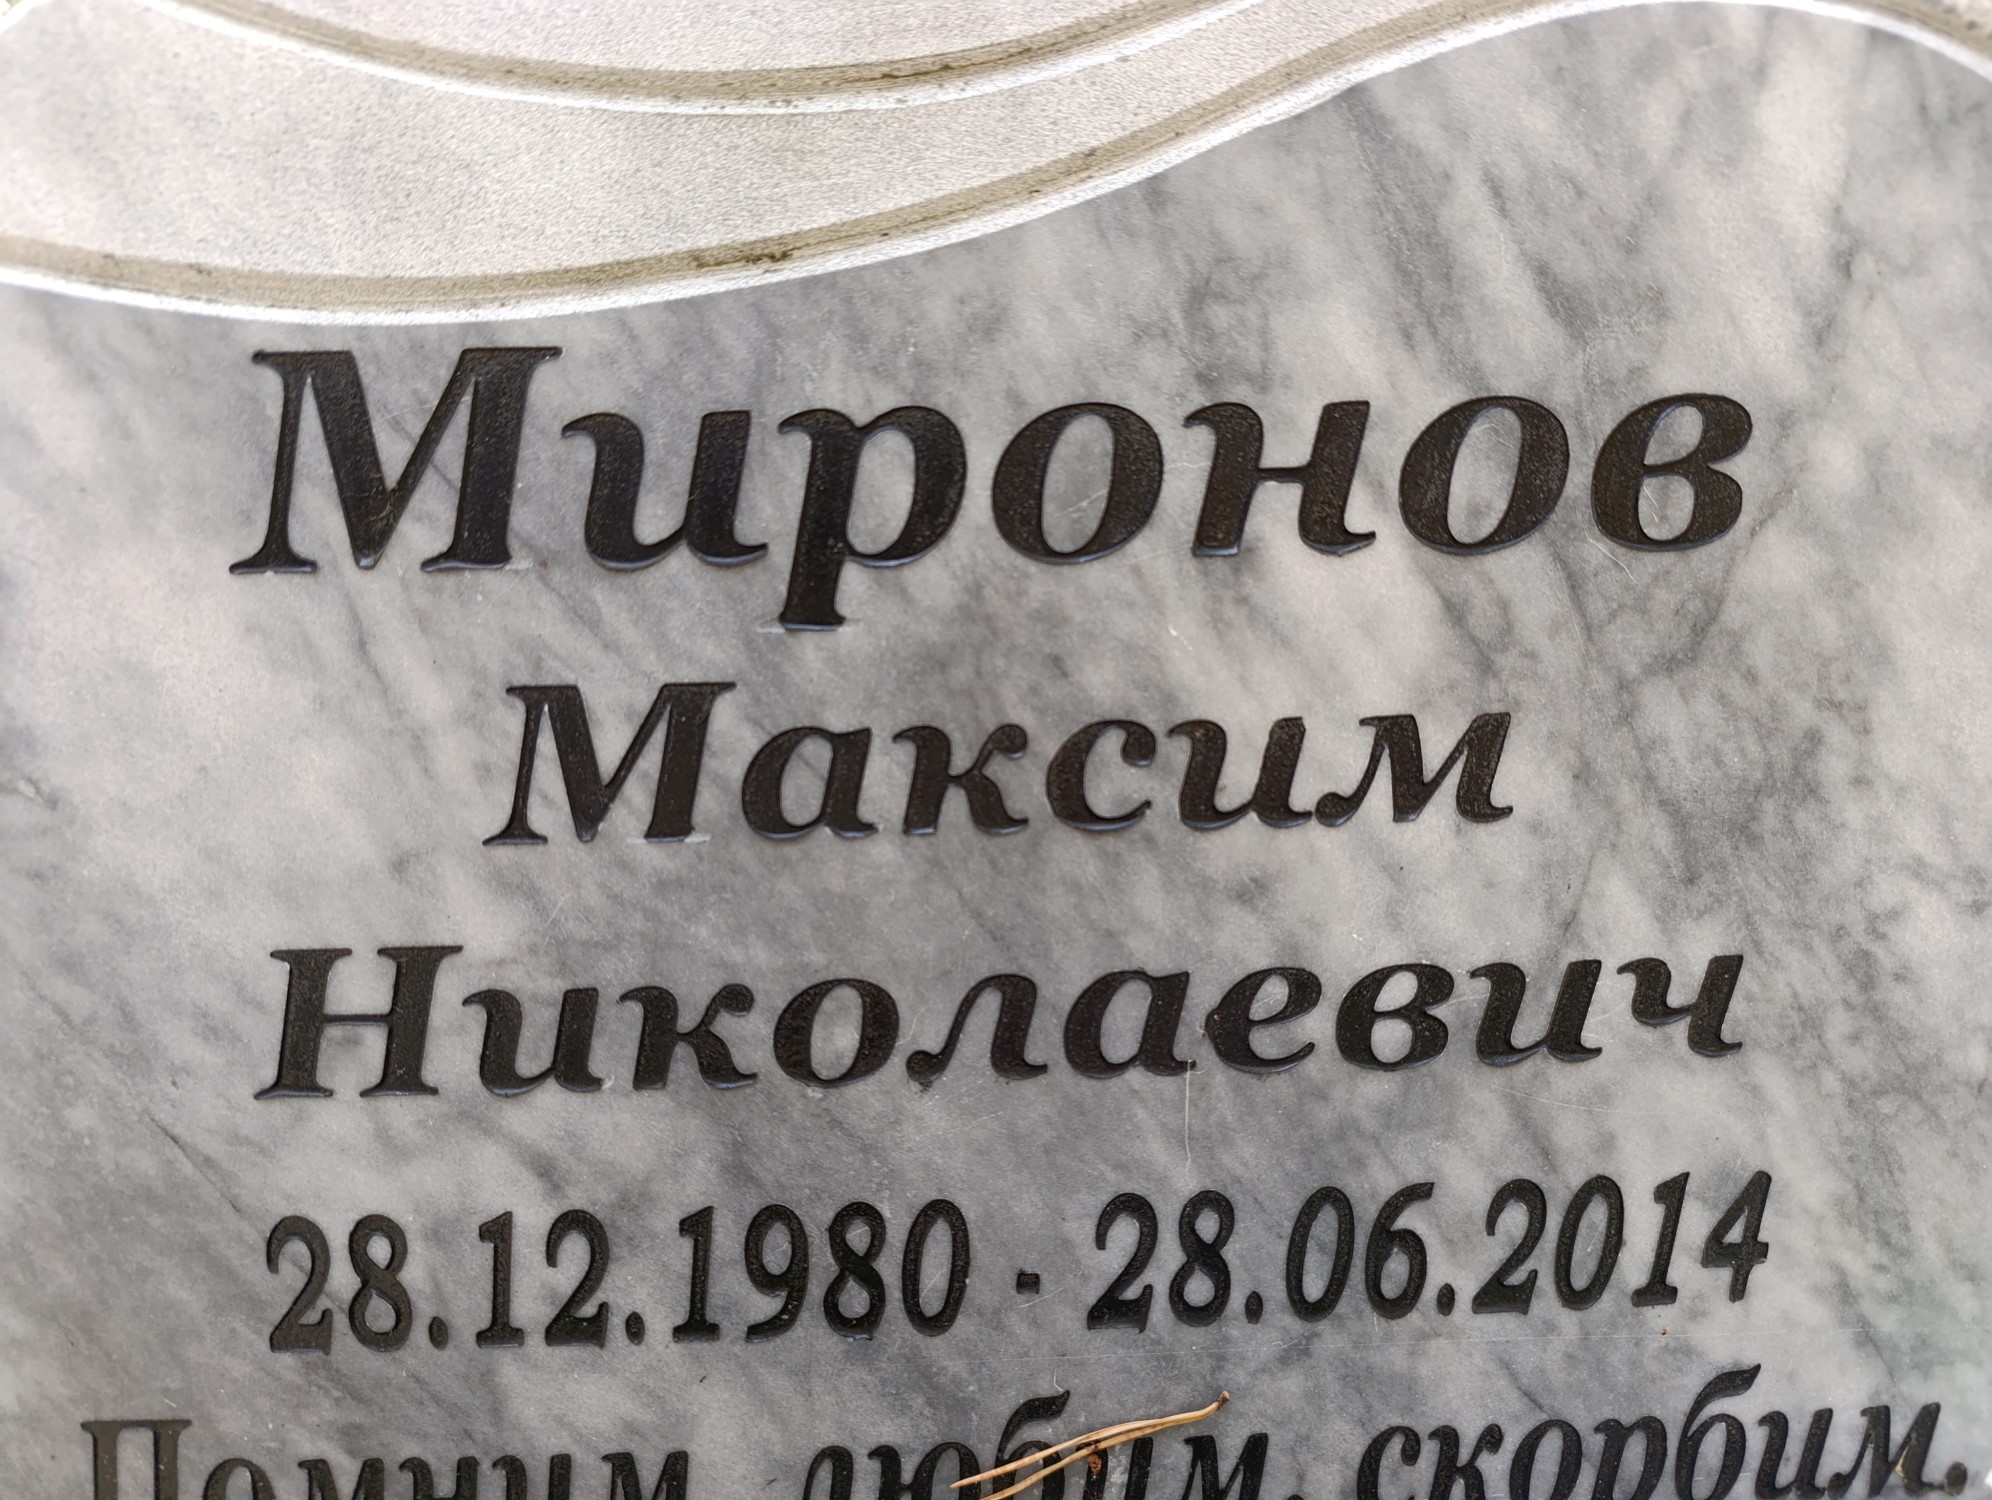 Миронов
Максим
Николаевич
28.12.1980 - 28.06.2014
Помним, любим, скорбим.